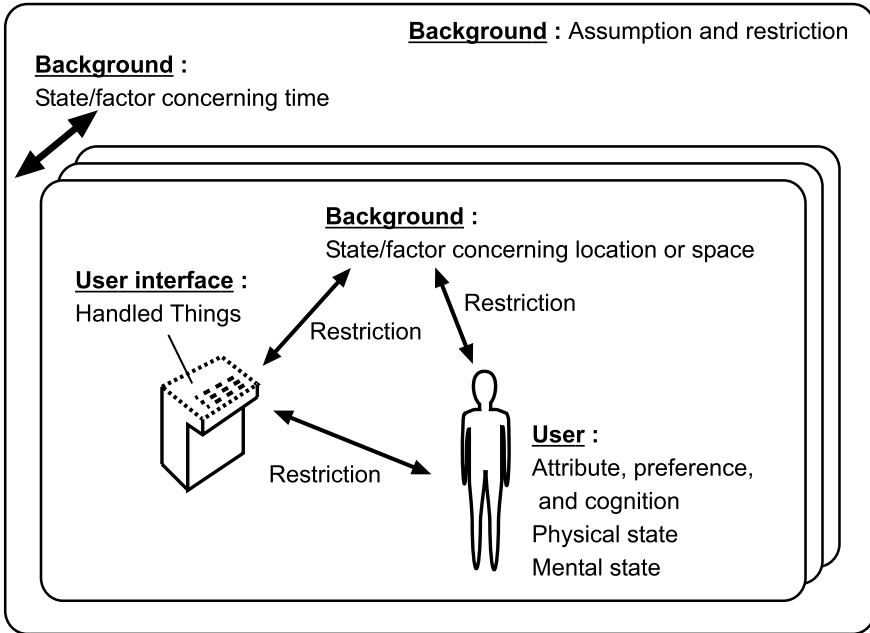 Background : Assumption and restriction
Background :
State/factor concerning time
Background :
State/factor concerning location or space
User interface :
Handled Things
Restriction
Restriction
Restriction
User :
Attribute, preference,
and cognition
Physical state
Mental state